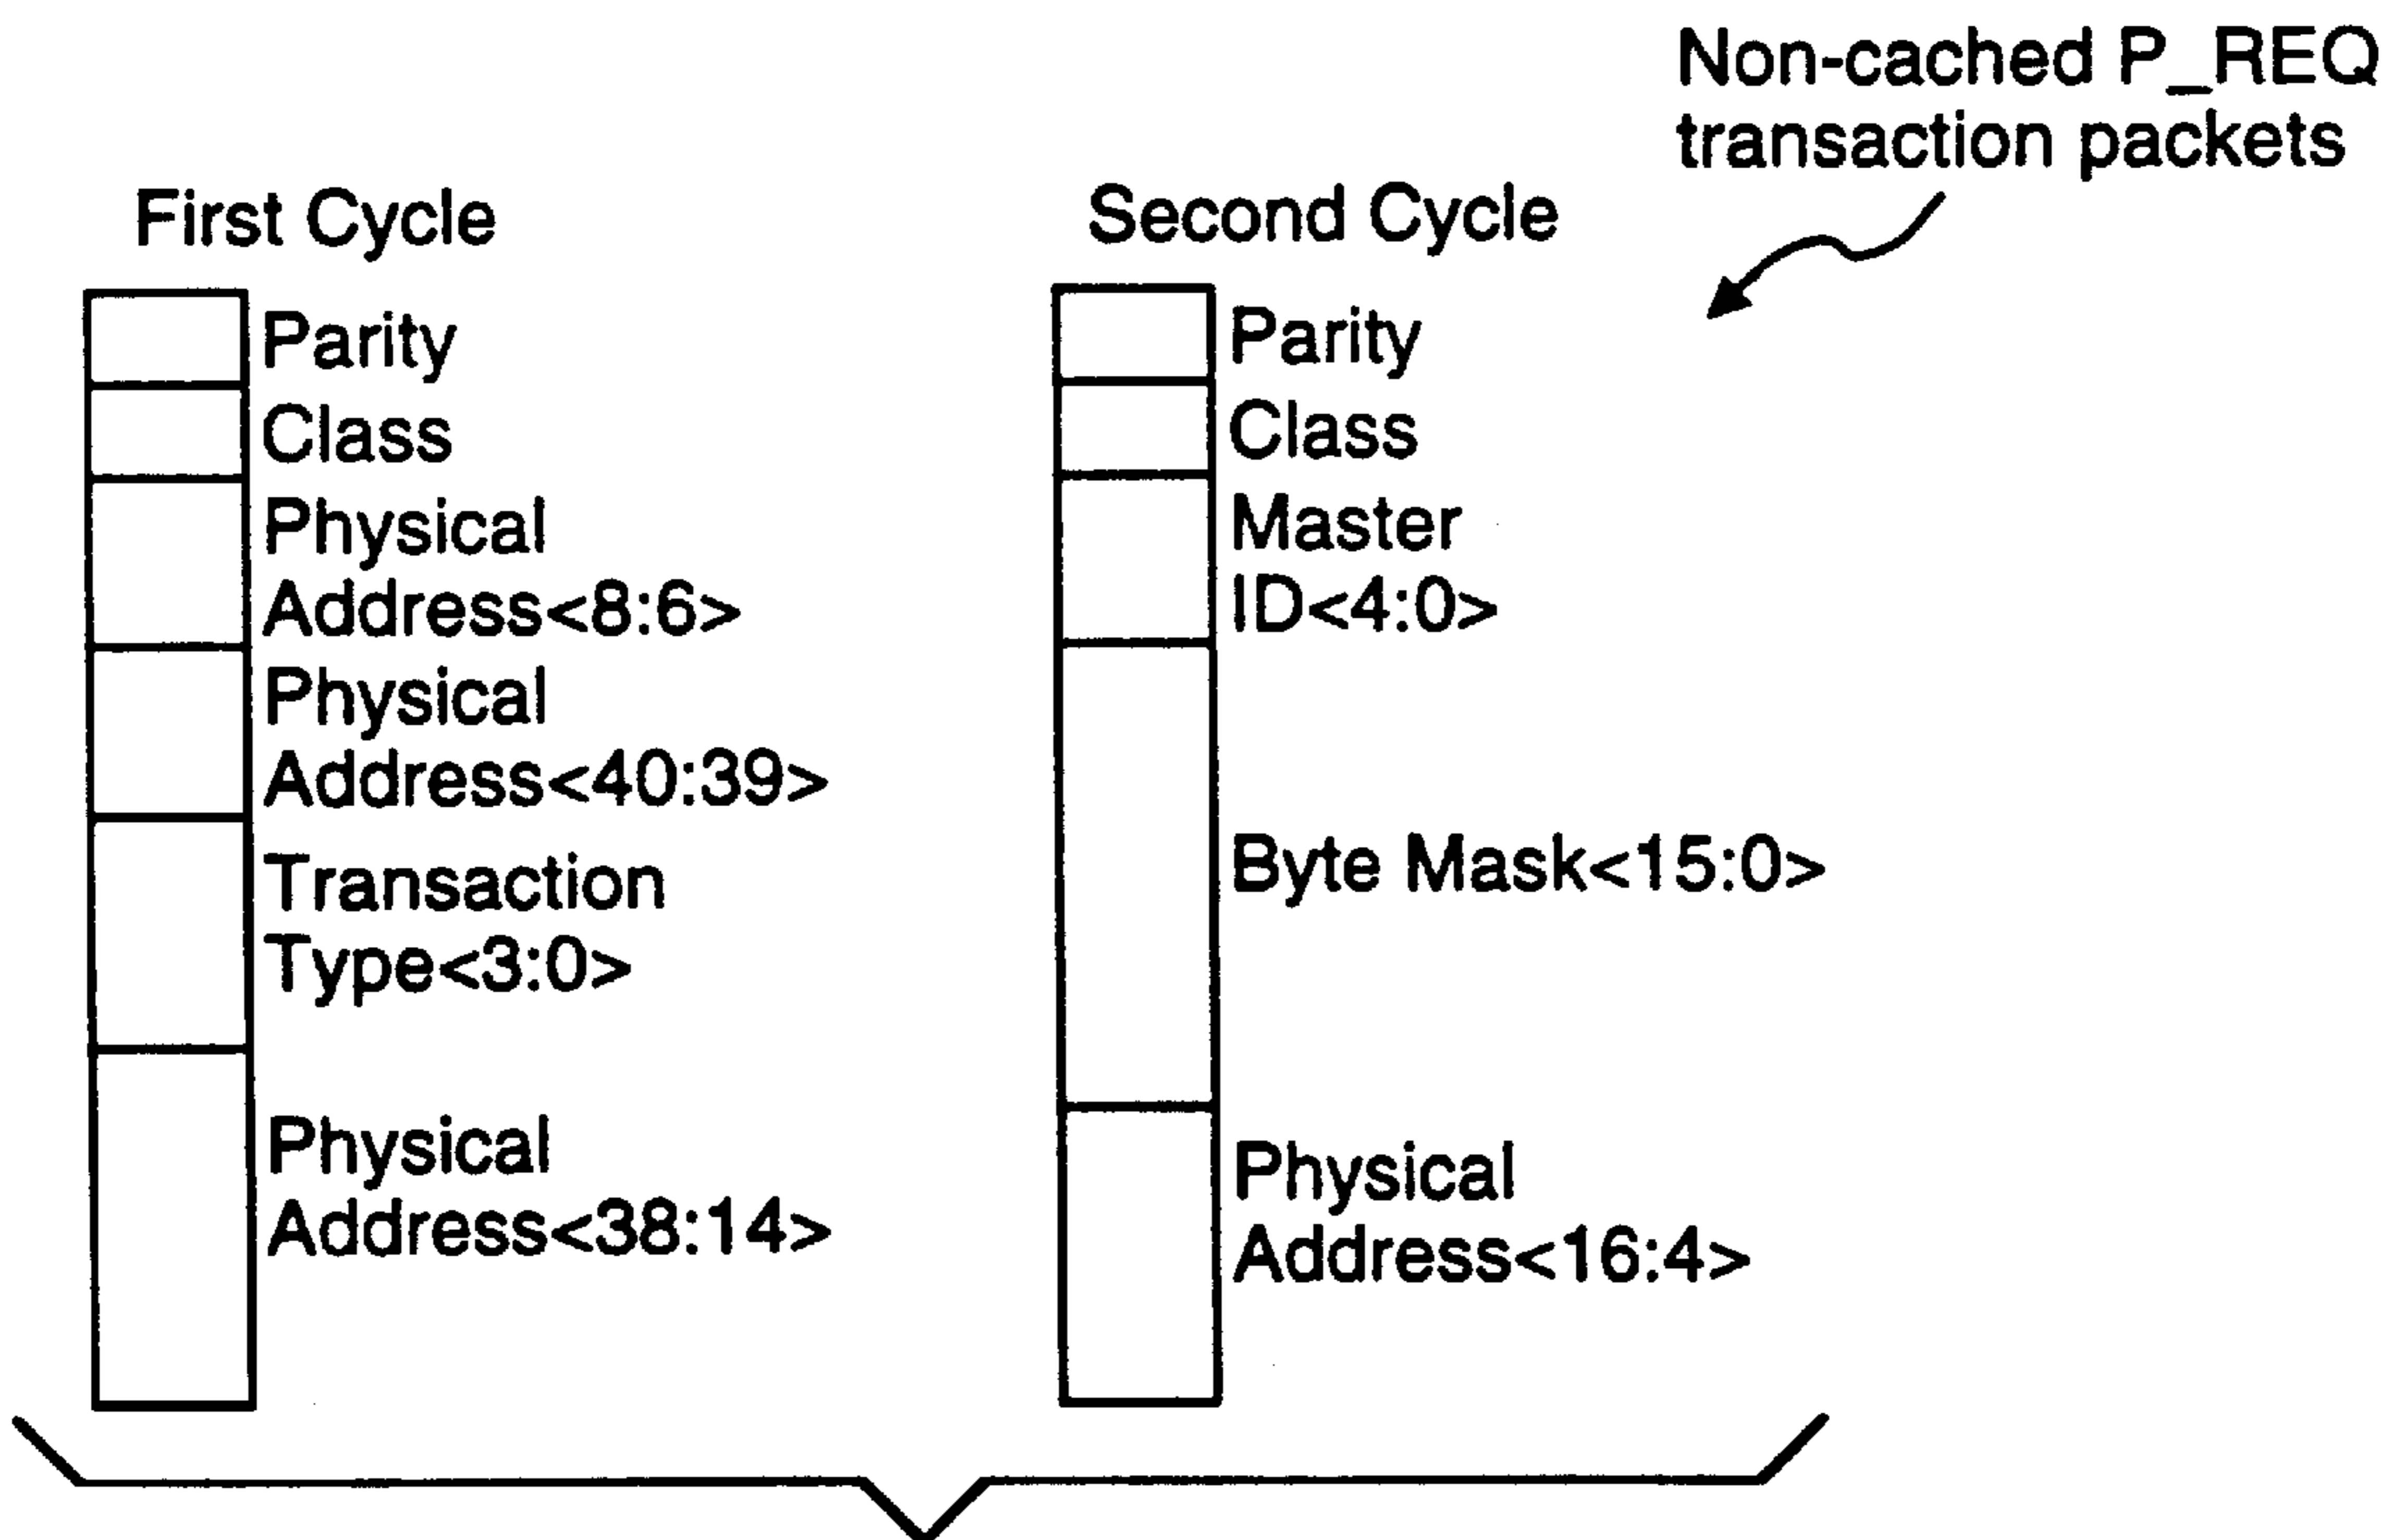 Non-cached P_REQ
transaction packets
First Cycle
Parity
Class
Physical
Address<8:6>
Physical
Address<40:39>
Transaction
Type<3:0>
Physical
Address<38:14>
Second Cycle
Parity
Class
Master
ID<4:0>
Byte Mask<15:0>
Physical
Address<16:4>